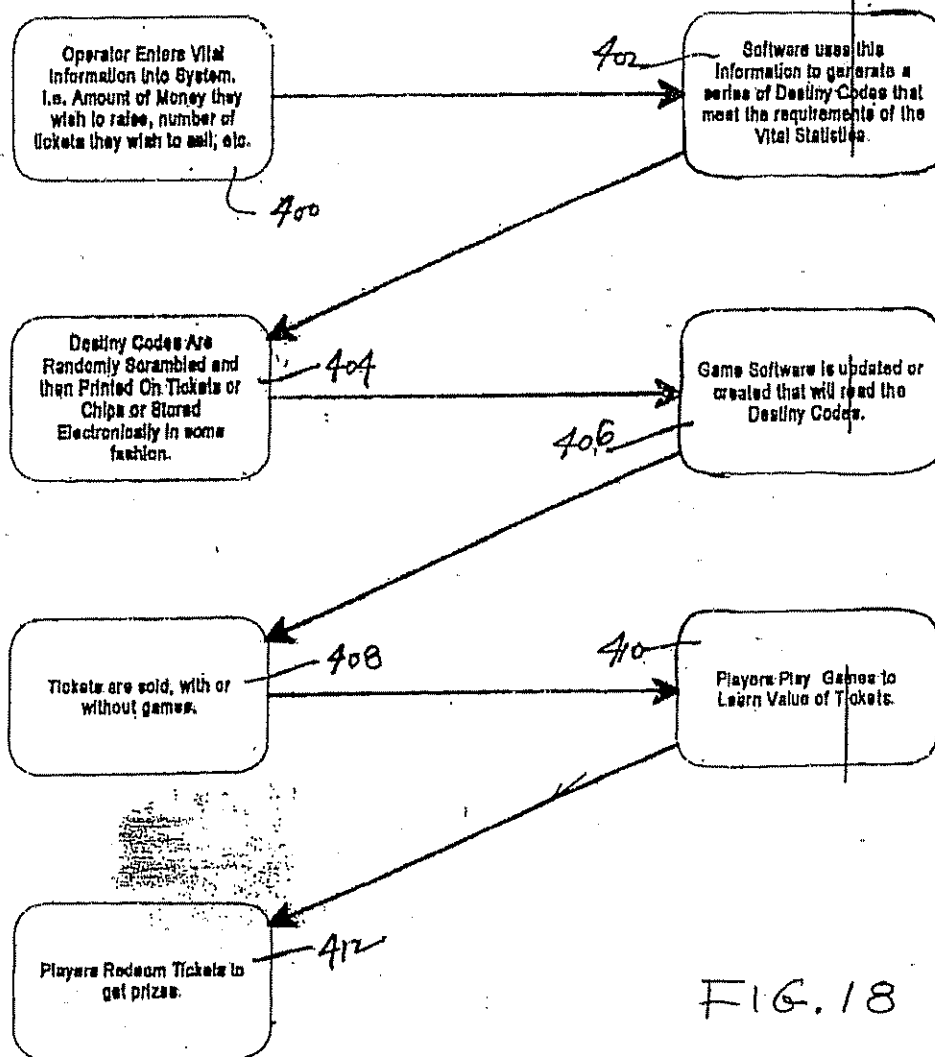 Operator Enters Vital
Information Into System.
I.e. Amount of Money they
wish to raise, number of
tickets they wish to sell, etc.
400
402
Software uses this
Information to generate a
series of Destiny Codes that
meet the requirements of the
Vital Statistics.
Destiny Codes Are
Randomly Scrambled and
then Printed On Tickets or
Chips or Stored
Electronically in some
fashion.
404
Game Software is updated or
created that will read the
Destiny Codes.
406
Tickets are sold, with or
without games.
408
410
Players Play Games to
Learn Value of Tickets.
Players Redeem Tickets to
get prizes.
412
FIG. 18